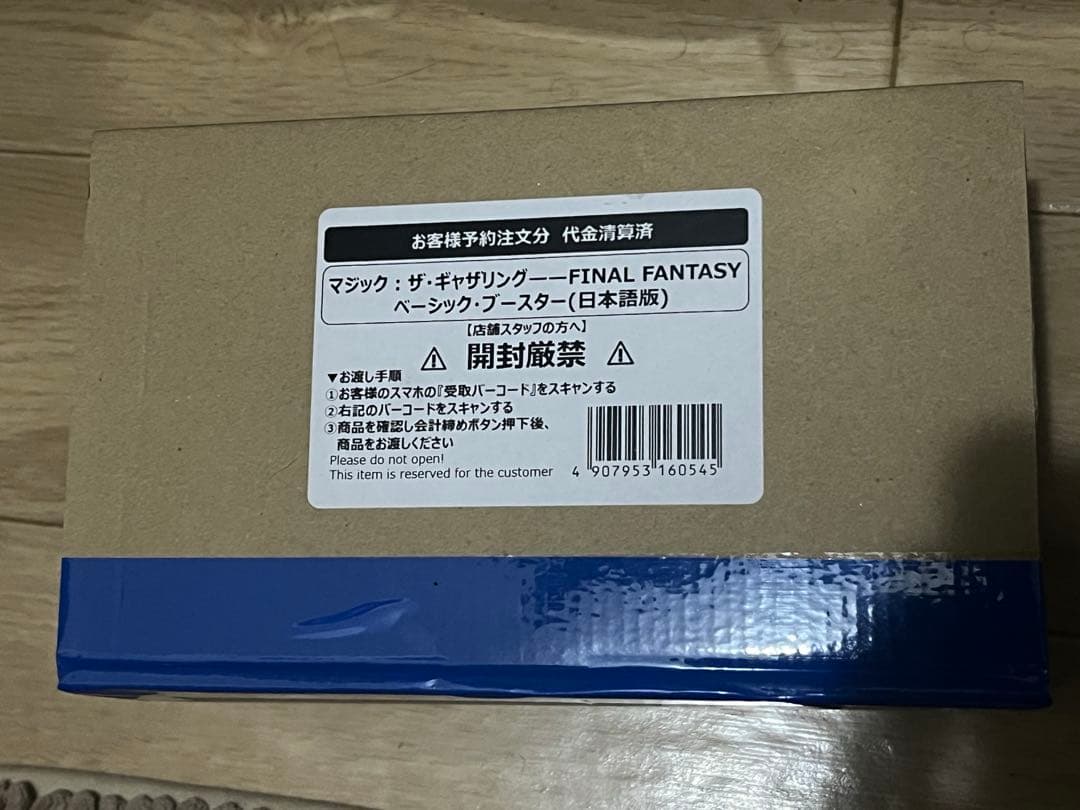 お客様予約注文分 代金清算済
マジック：ザ・ギャザリング――FINAL FANTASY
ベーシック・ブースター(日本語版)
【店舗スタッフの方へ】
⚠ 開封厳禁 ⚠
▼お渡し手順
①お客様のスマホの『受取バーコード』をスキャンする
②右記のバーコードをスキャンする
③商品を確認し会計締めボタン押下後、
商品をお渡しください
Please do not open!
This item is reserved for the customer
4 907953 160545